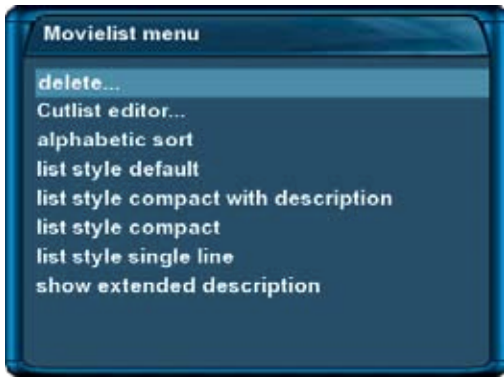 Movielist menu
delete...
Cutlist editor...
alphabetic sort
list style default
list style compact with description
list style compact
list style single line
show extended description